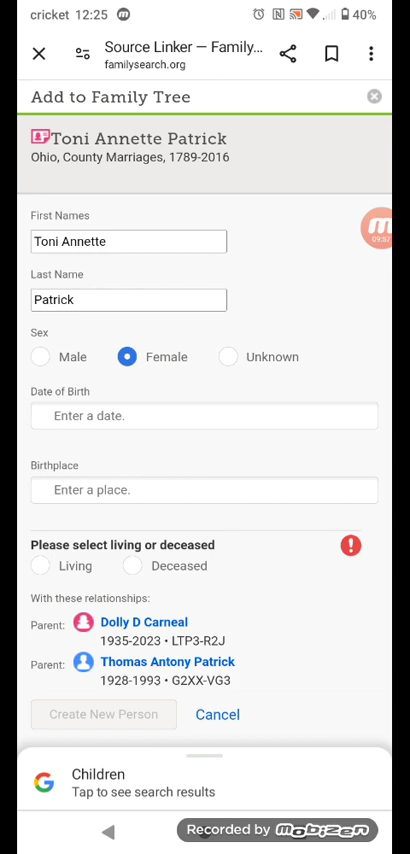 cricket 12:25 40%
Source Linker — Family...
familysearch.org
Add to Family Tree
Toni Annette Patrick
Ohio, County Marriages, 1789-2016
First Names
Toni Annette
09:57
Last Name
Patrick
Sex
Male Female Unknown
Date of Birth
Enter a date.
Birthplace
Enter a place.
Please select living or deceased
Living Deceased
With these relationships:
Parent: Dolly D Carneal
1935-2023 • LTP3-R2J
Parent: Thomas Antony Patrick
1928-1993 • G2XX-VG3
Create New Person Cancel
Children
Tap to see search results
Recorded by mobizen